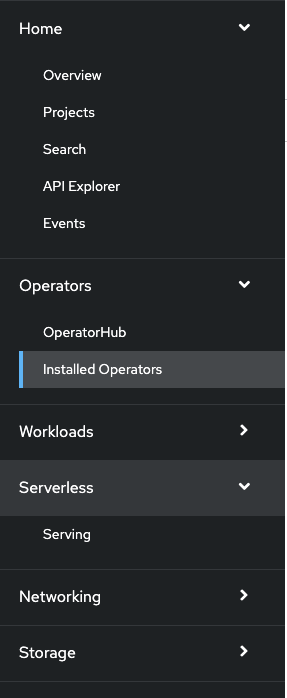 Home
Overview
Projects
Search
API Explorer
Events
Operators
OperatorHub
Installed Operators
Workloads
Serverless
Serving
Networking
Storage